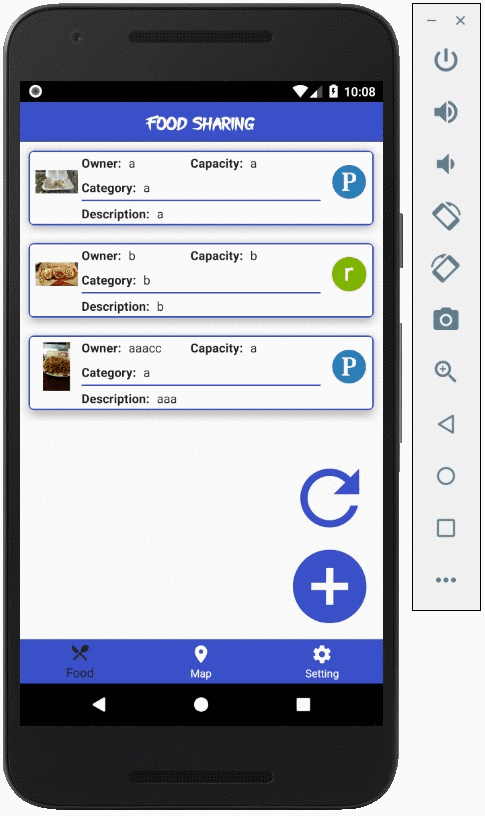 10:08
FOOD SHARING
Owner: a Capacity: a
Category: a
P
Description: a
Owner: b Capacity: b
Category: b
r
Description: b
Owner: aaacc Capacity: a
Category: a
P
Description: aaa
Food Map Setting